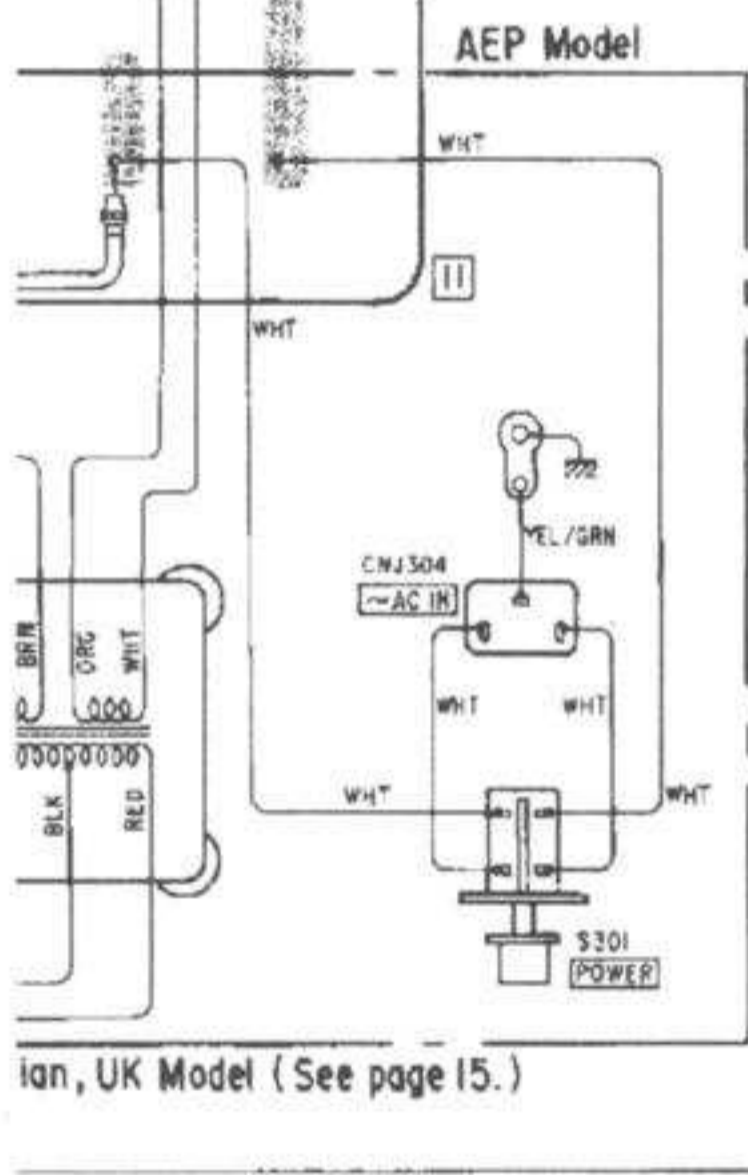 AEP Model
WHT
11
WHT
YEL/GRN
CNJ304
~AC IN
BRN
ORG
WHT
WHT
WHT
WHT
WHT
BLK
RED
S301
POWER
ian, UK Model (See page 15.)